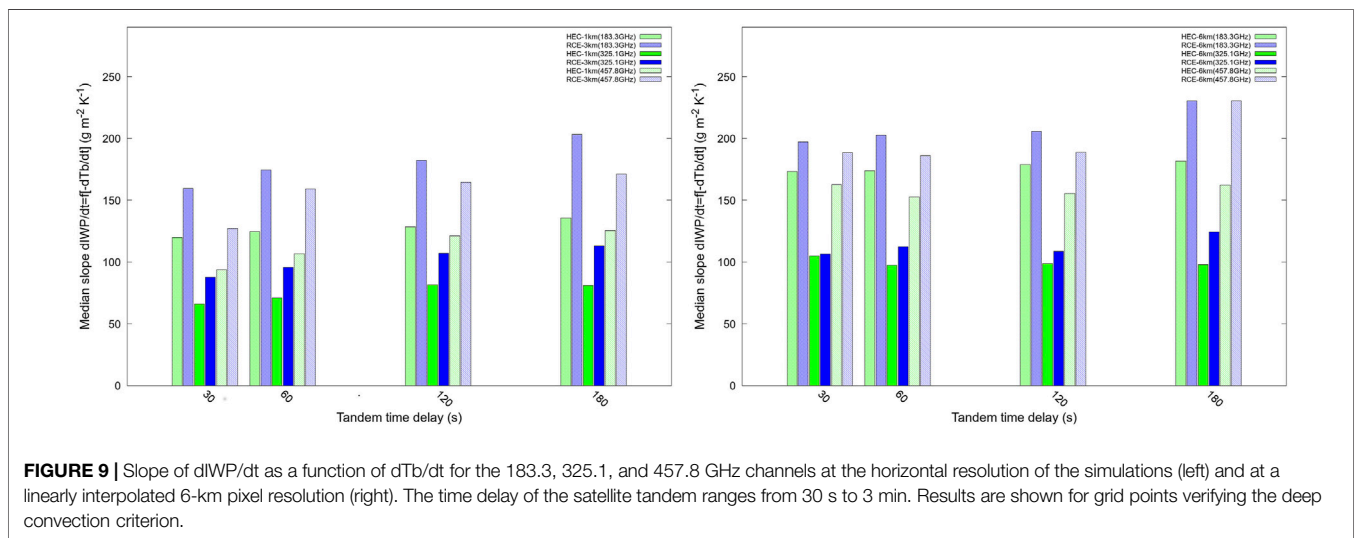 HEC-1km(183.3GHz)
RCE-3km(183.3GHz)
HEC-1km(325.1GHz)
RCE-3km(325.1GHz)
HEC-1km(457.8GHz)
RCE-3km(457.8GHz)
Median slope dIWP/dt=f[-dTb/dt] (g m⁻² K⁻¹)
250
200
150
100
50
0
30 60 120 180
Tandem time delay (s)
HEC-6km(183.3GHz)
RCE-6km(183.3GHz)
HEC-6km(325.1GHz)
RCE-6km(325.1GHz)
HEC-6km(457.8GHz)
RCE-6km(457.8GHz)
Median slope dIWP/dt=f[-dTb/dt] (g m⁻² K⁻¹)
250
200
150
100
50
0
30 60 120 180
Tandem time delay (s)
FIGURE 9 | Slope of dIWP/dt as a function of dTb/dt for the 183.3, 325.1, and 457.8 GHz channels at the horizontal resolution of the simulations (left) and at a
linearly interpolated 6-km pixel resolution (right). The time delay of the satellite tandem ranges from 30 s to 3 min. Results are shown for grid points verifying the deep
convection criterion.